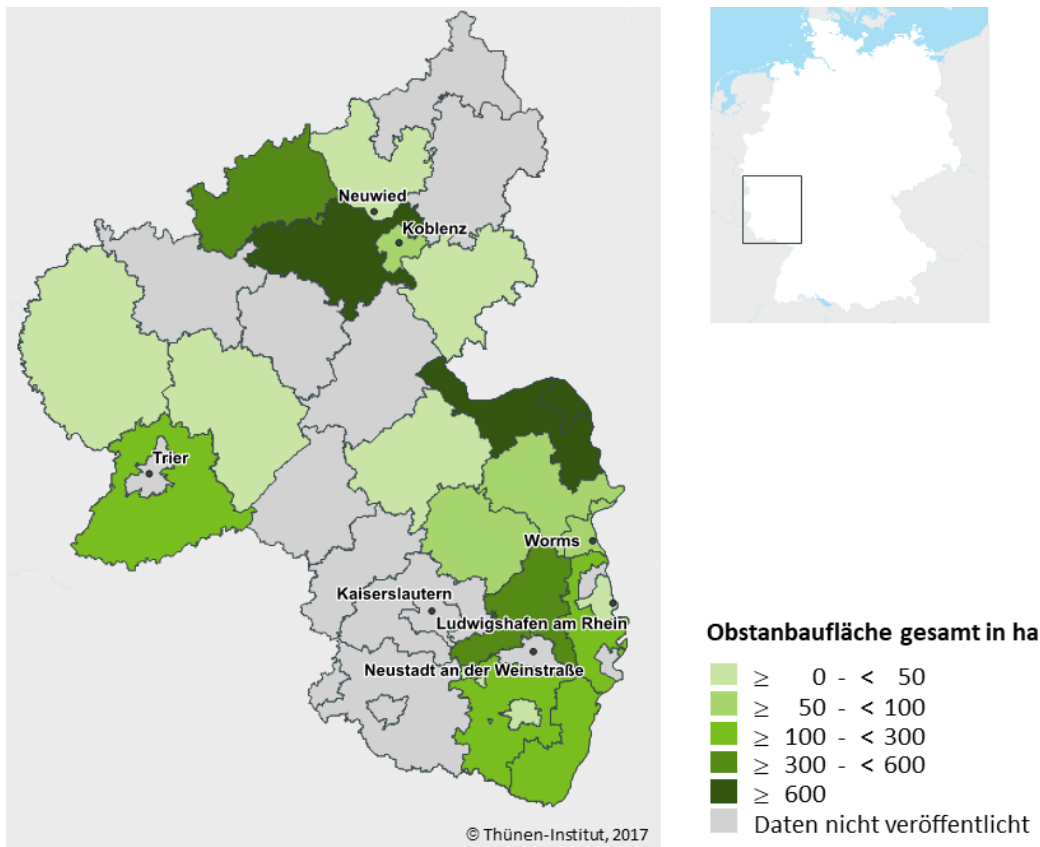 Neuwied
Koblenz
Trier
Worms
Kaiserslautern
Ludwigshafen am Rhein
Neustadt an der Weinstraße
© Thünen-Institut, 2017
Obstanbaufläche gesamt in ha
≥ 0 - < 50
≥ 50 - < 100
≥ 100 - < 300
≥ 300 - < 600
≥ 600
Daten nicht veröffentlicht